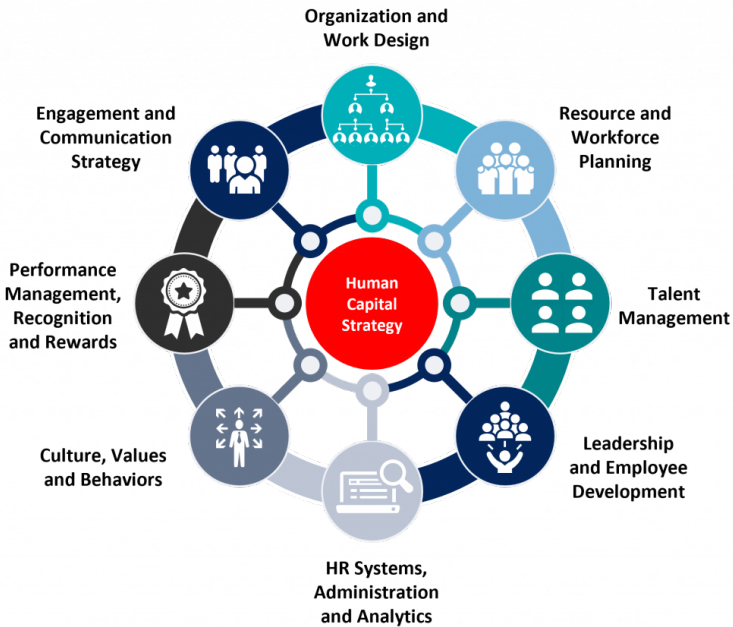 Organization and
Work Design
Resource and
Workforce
Planning
Talent
Management
Leadership
and Employee
Development
HR Systems,
Administration
and Analytics
Culture, Values
and Behaviors
Performance
Management,
Recognition
and Rewards
Engagement and
Communication
Strategy
Human
Capital
Strategy